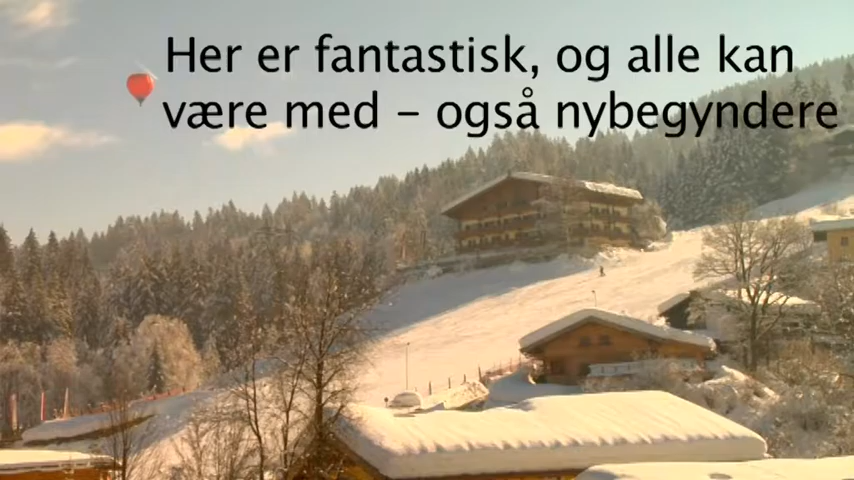 Her er fantastisk, og alle kan
være med – også nybegyndere